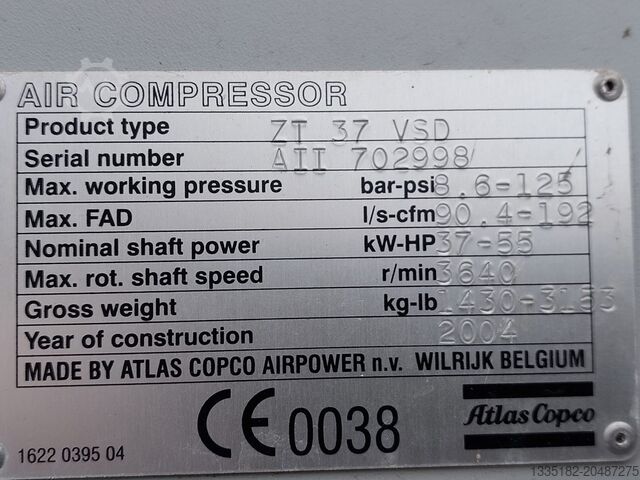 AIR COMPRESSOR
Product type ZT 37 VSD
Serial number AII 702998
Max. working pressure bar-psi 8.6-125
Max. FAD l/s-cfm 90.4-192
Nominal shaft power kW-HP 37-55
Max. rot. shaft speed r/min 3640
Gross weight kg-lb 1430-3153
Year of construction 2004
MADE BY ATLAS COPCO AIRPOWER n.v. WILRIJK BELGIUM
CE 0038
Atlas Copco
1622 0395 04
1335182-20487275